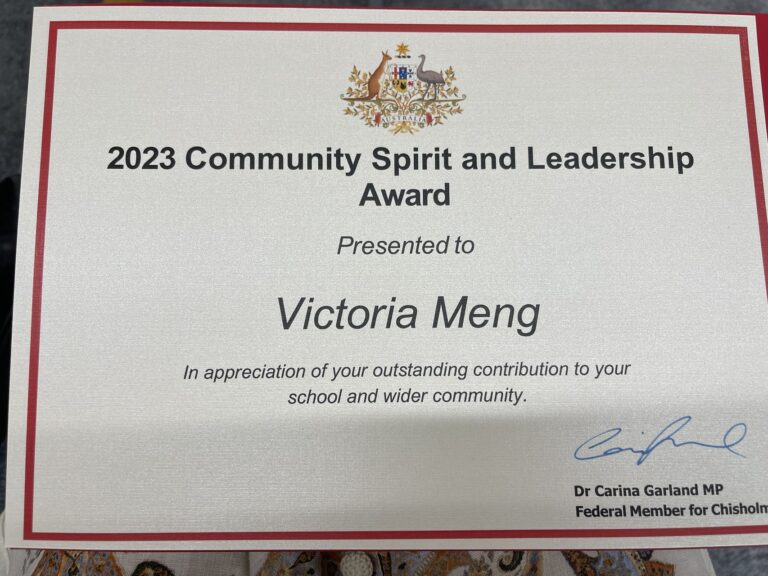 AUSTRALIA
2023 Community Spirit and Leadership
Award
Presented to
Victoria Meng
In appreciation of your outstanding contribution to your
school and wider community.
Dr Carina Garland MP
Federal Member for Chisholm